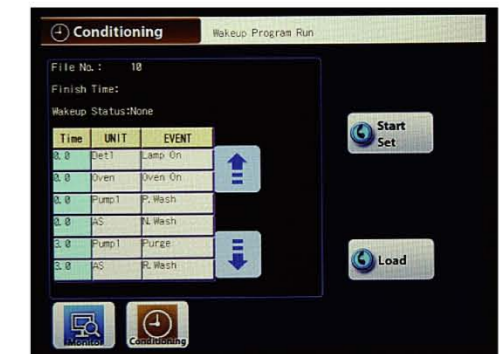 Conditioning
Wakeup Program Run
File No.: 10
Finish Time:
Wakeup Status:None
Time UNIT EVENT
0.0 Det1 Lamp On
0.0 Oven Oven On
0.0 Pump1 P.Wash
0.0 AS N.Wash
3.0 Pump1 Purge
3.0 AS R.Wash
Start
Set
Load
Monitor
Conditioning